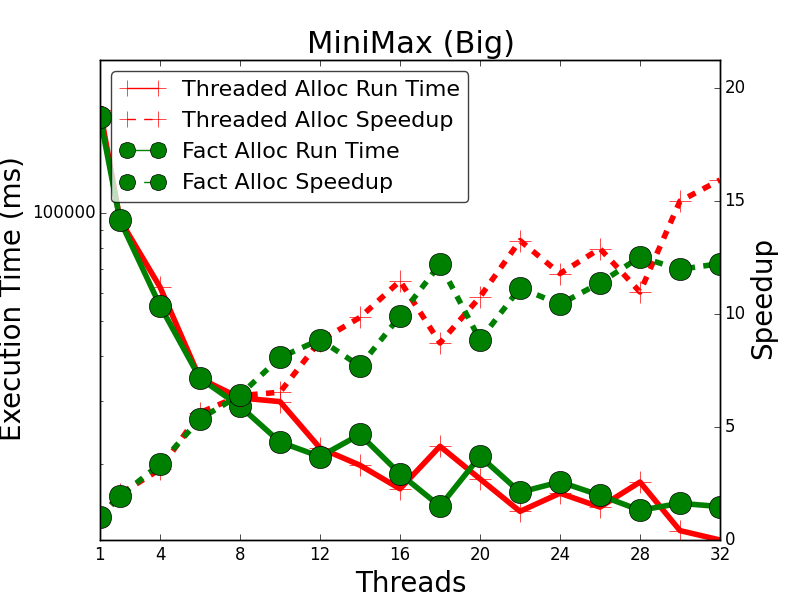 MiniMax (Big)
Threaded Alloc Run Time
Threaded Alloc Speedup
Fact Alloc Run Time
Fact Alloc Speedup
Execution Time (ms)
100000
20
15
10
5
0
Speedup
1 4 8 12 16 20 24 28 32
Threads